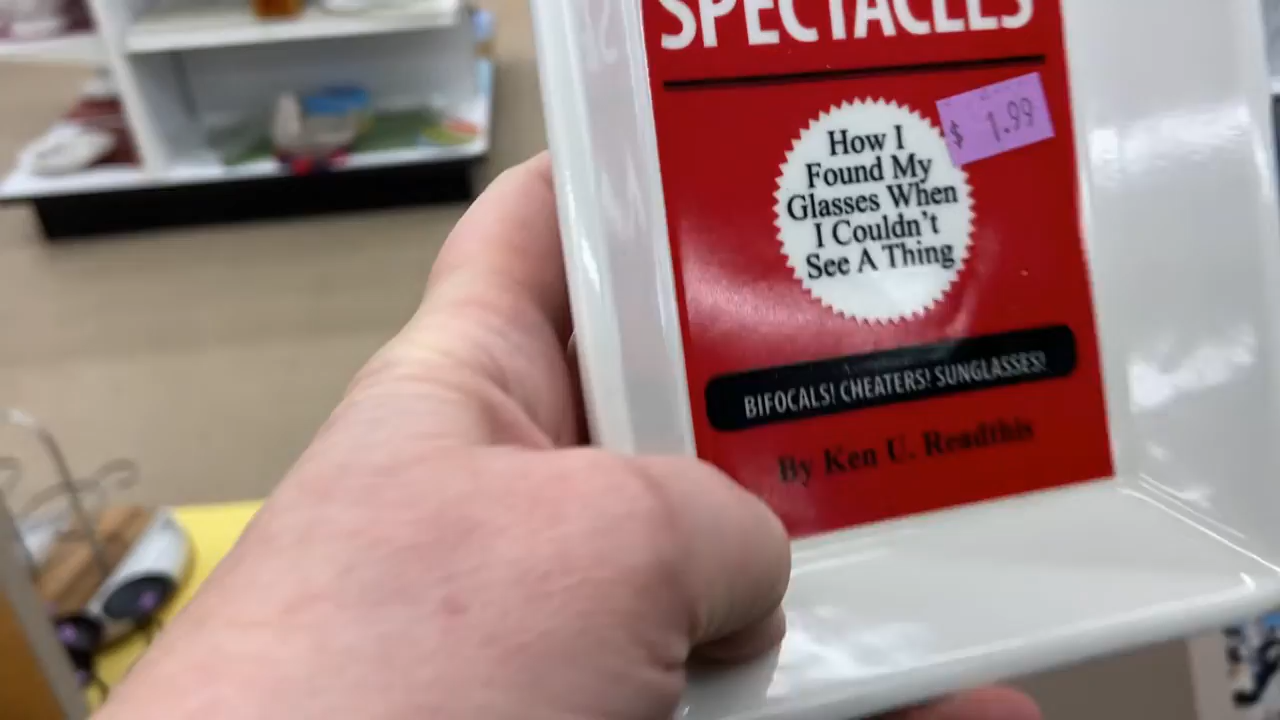 SPECTACLES
$ 1.99
How I
Found My
Glasses When
I Couldn't
See A Thing
BIFOCALS! CHEATERS! SUNGLASSES!
By Ken U. Readthis